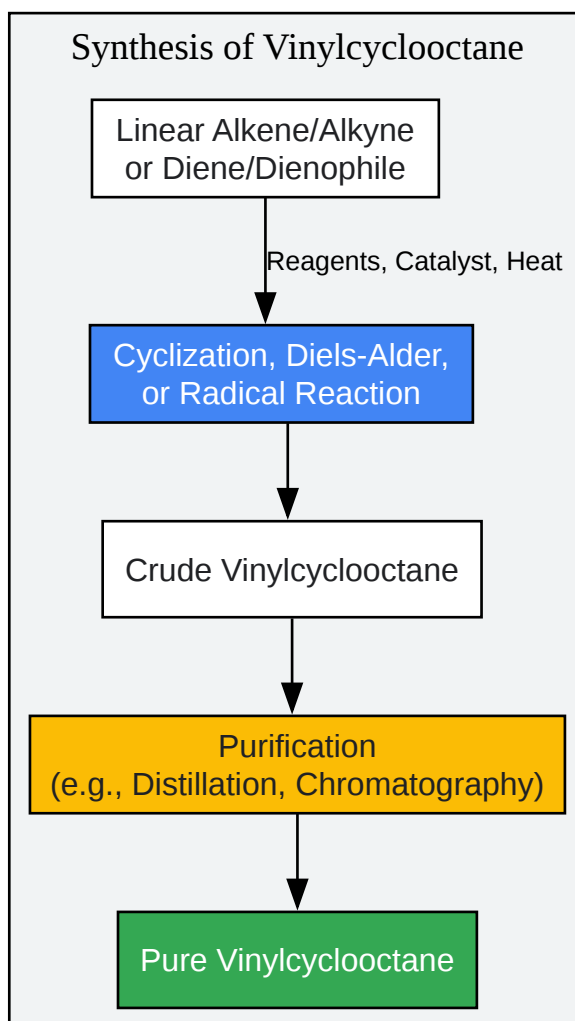 Synthesis of Vinylcyclooctane
Linear Alkene/Alkyne
or Diene/Dienophile
Reagents, Catalyst, Heat
Cyclization, Diels-Alder,
or Radical Reaction
Crude Vinylcyclooctane
Purification
(e.g., Distillation, Chromatography)
Pure Vinylcyclooctane